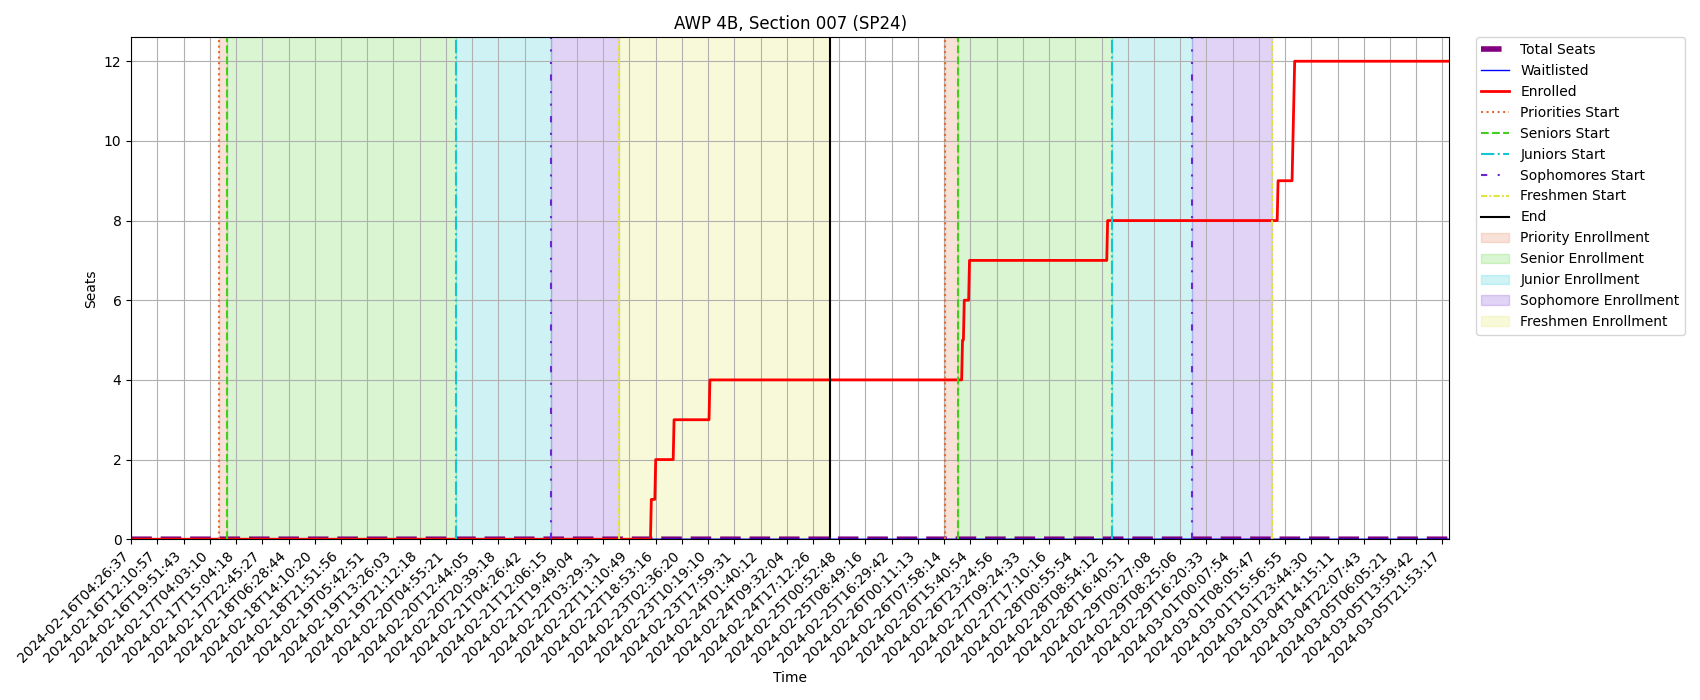 AWP 4B, Section 007 (SP24)
Total Seats
Waitlisted
Enrolled
Priorities Start
Seniors Start
Juniors Start
Sophomores Start
Freshmen Start
End
Priority Enrollment
Senior Enrollment
Junior Enrollment
Sophomore Enrollment
Freshmen Enrollment
Seats
12
10
8
6
4
2
0
2024-02-16T04:26:37
2024-02-16T12:10:57
2024-02-16T19:51:43
2024-02-17T04:03:10
2024-02-17T15:04:18
2024-02-17T22:45:27
2024-02-18T06:28:44
2024-02-18T14:10:20
2024-02-18T21:51:56
2024-02-19T05:42:51
2024-02-19T13:26:03
2024-02-19T21:12:18
2024-02-20T04:55:21
2024-02-20T12:44:05
2024-02-20T20:39:18
2024-02-21T04:26:42
2024-02-21T12:06:15
2024-02-21T19:49:04
2024-02-22T03:29:31
2024-02-22T11:10:49
2024-02-22T18:53:16
2024-02-23T02:36:20
2024-02-23T10:19:10
2024-02-23T17:59:31
2024-02-24T01:40:12
2024-02-24T09:32:04
2024-02-24T17:12:26
2024-02-25T00:52:48
2024-02-25T08:49:16
2024-02-25T16:29:42
2024-02-26T00:11:13
2024-02-26T07:58:14
2024-02-26T15:40:54
2024-02-26T23:24:56
2024-02-27T09:24:33
2024-02-27T17:10:16
2024-02-28T00:55:54
2024-02-28T08:54:12
2024-02-28T16:40:51
2024-02-29T00:27:08
2024-02-29T08:25:06
2024-02-29T16:20:33
2024-03-01T00:07:54
2024-03-01T08:05:47
2024-03-01T15:56:55
2024-03-01T23:44:30
2024-03-04T14:15:11
2024-03-04T22:07:43
2024-03-05T06:05:21
2024-03-05T13:59:42
2024-03-05T21:53:17
Time